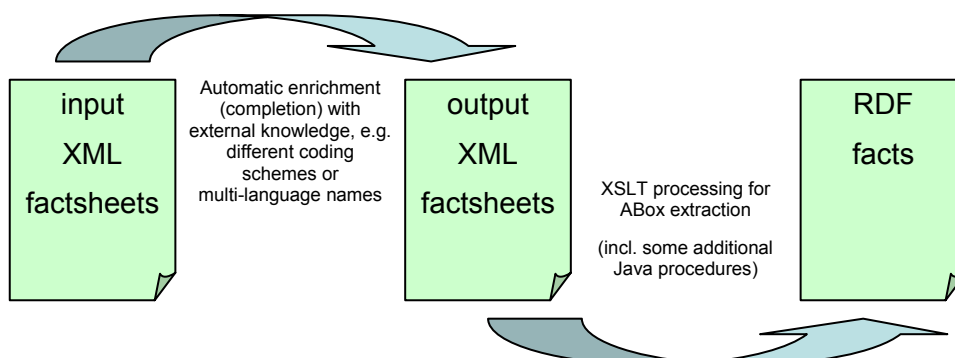 input
XML
factsheets
Automatic enrichment
(completion) with
external knowledge, e.g.
different coding
schemes or
multi-language names
output
XML
factsheets
XSLT processing for
ABox extraction
(incl. some additional
Java procedures)
RDF
facts